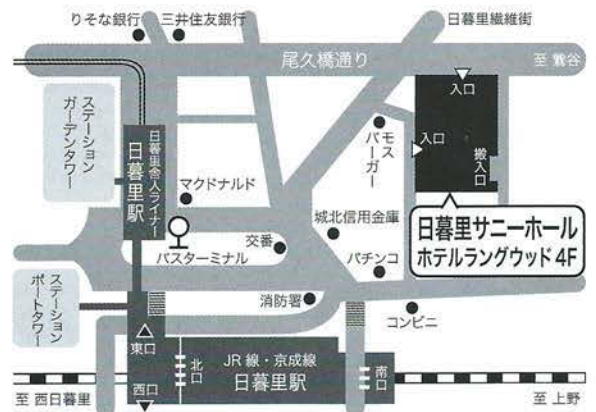 りそな銀行
三井住友銀行
日暮里繊維街
尾久橋通り
至 鶯谷
入口
入口
搬入口
モスバーガー
ステーション
ガーデンタワー
日暮里舎人ライナー
日暮里駅
マクドナルド
日暮里サニーホール
ホテルラングウッド 4F
城北信用金庫
交番
バスターミナル
パチンコ
ステーション
ポートタワー
消防署
コンビニ
東口
北口
JR線・京成線
日暮里駅
南口
西口
至 西日暮里
至 上野